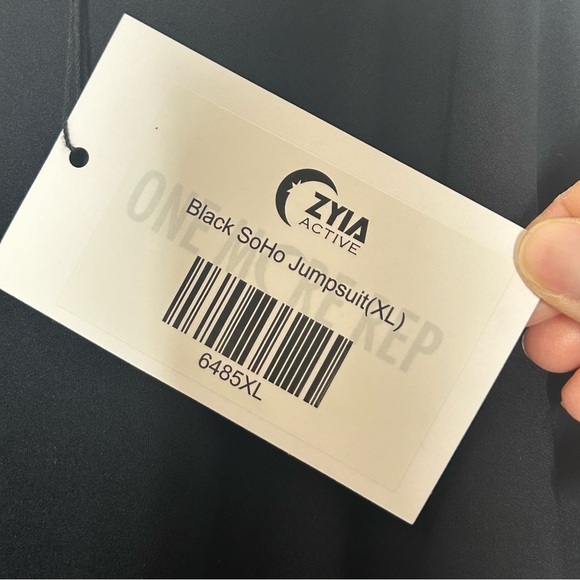 ZYIA
ACTIVE
Black SoHo Jumpsuit(XL)
ONE MORE REP
6485XL